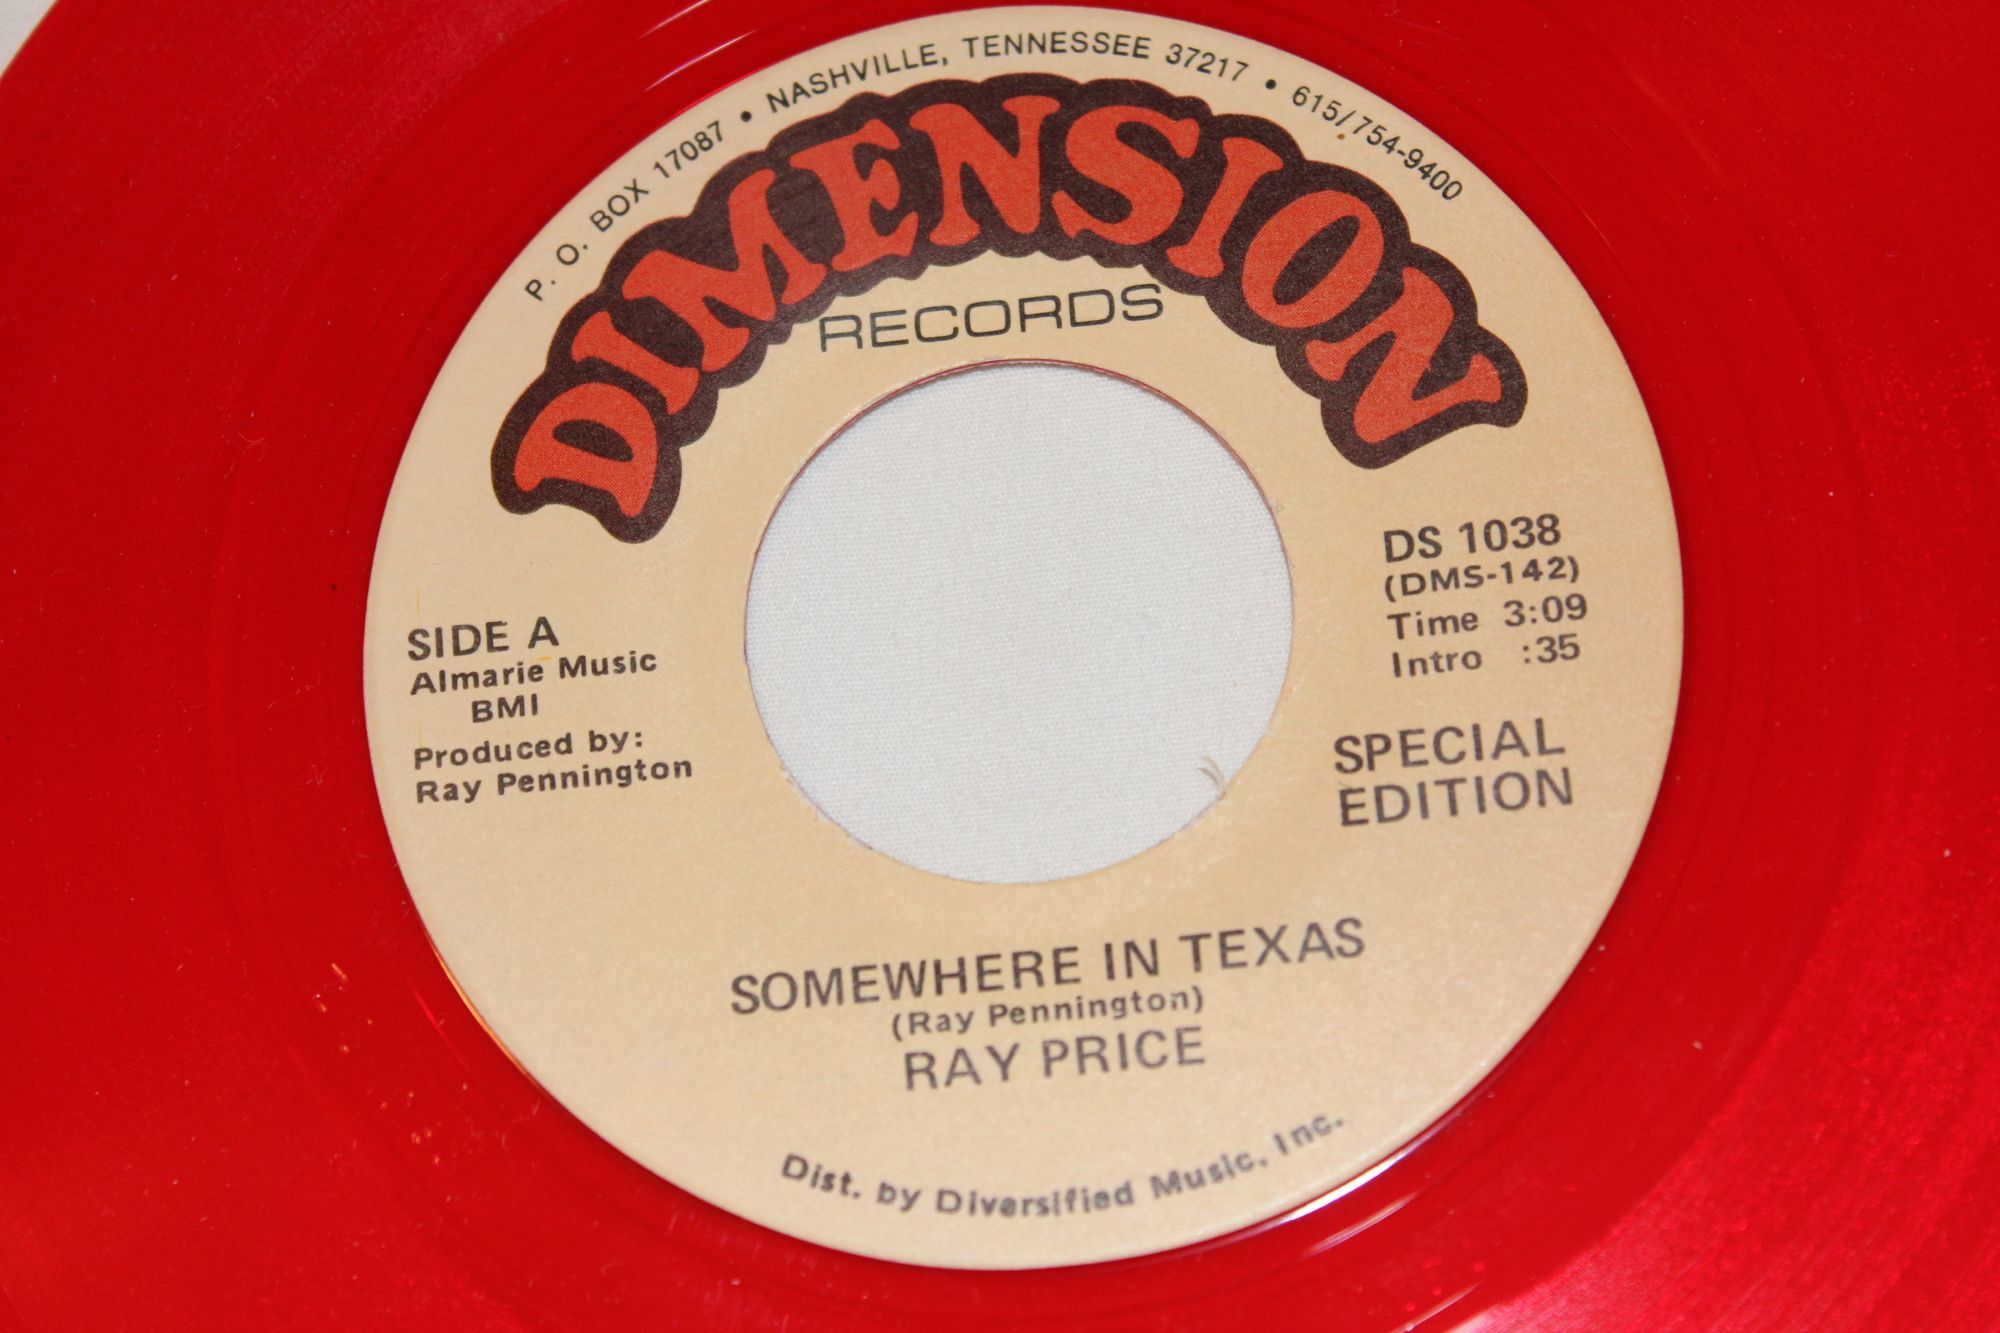 P. O. BOX 17087 • NASHVILLE, TENNESSEE 37217 • 615/754-9400
DIMENSION
RECORDS
SIDE A
Almarie Music
BMI
Produced by:
Ray Pennington
DS 1038
(DMS-142)
Time 3:09
Intro :35
SPECIAL
EDITION
SOMEWHERE IN TEXAS
(Ray Pennington)
RAY PRICE
Dist. by Diversified Music, Inc.